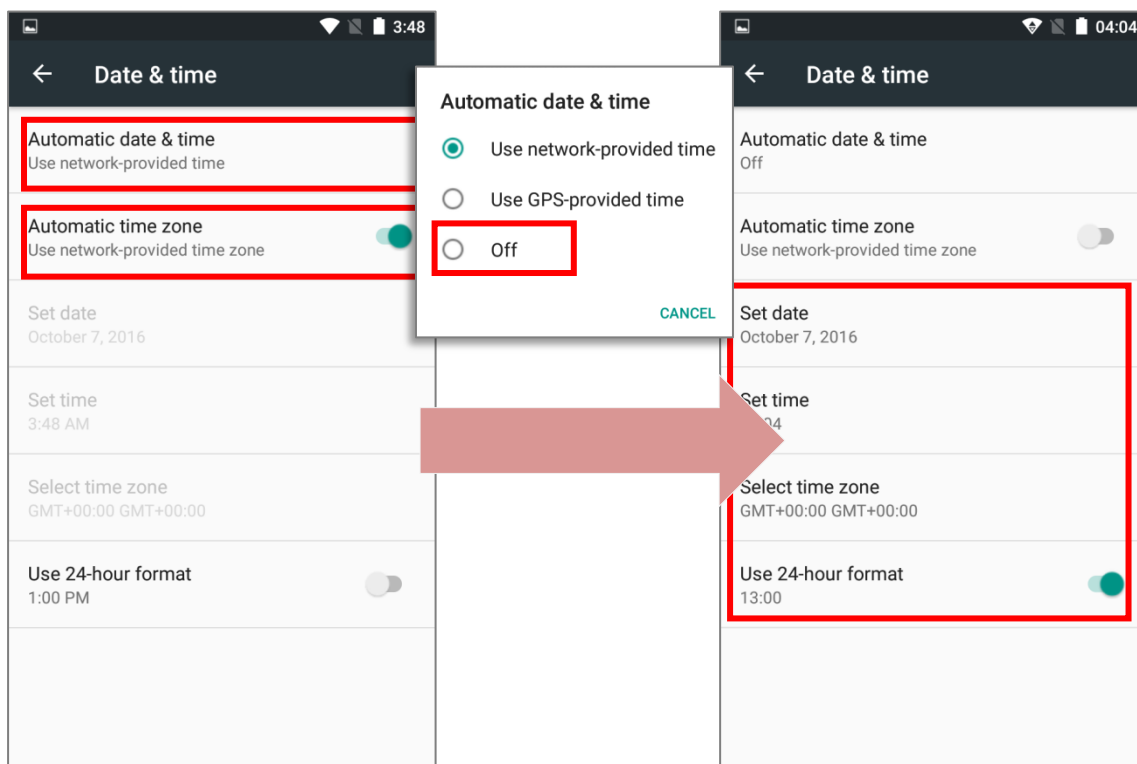 3:48
Date & time
Automatic date & time
Use network-provided time
Automatic time zone
Use network-provided time zone
Set date
October 7, 2016
Set time
3:48 AM
Select time zone
GMT+00:00 GMT+00:00
Use 24-hour format
1:00 PM
Automatic date & time
Use network-provided time
Use GPS-provided time
Off
CANCEL
04:04
Date & time
Automatic date & time
Off
Automatic time zone
Use network-provided time zone
Set date
October 7, 2016
Set time
Select time zone
GMT+00:00 GMT+00:00
Use 24-hour format
13:00